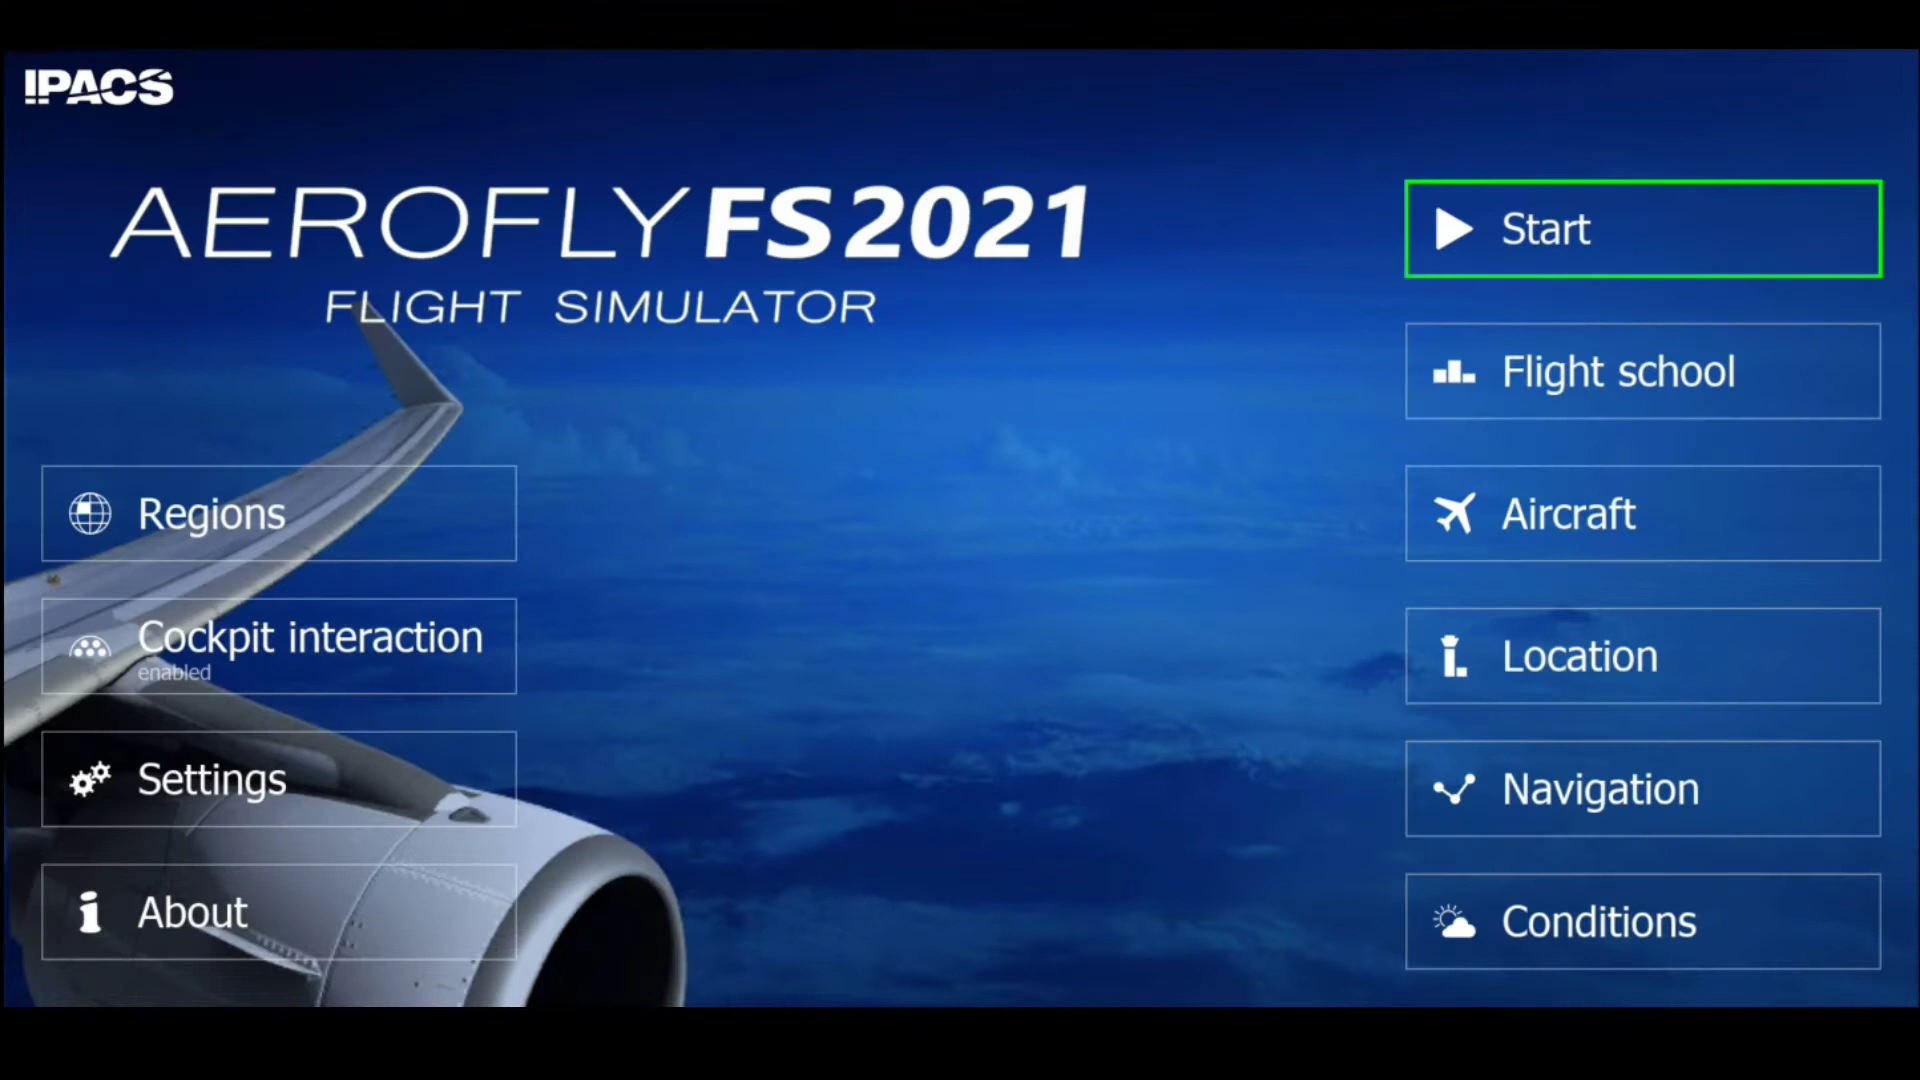 IPACS
AEROFLY FS 2021
FLIGHT SIMULATOR
Start
Flight school
Aircraft
Location
Navigation
Conditions
Regions
Cockpit interaction
enabled
Settings
About